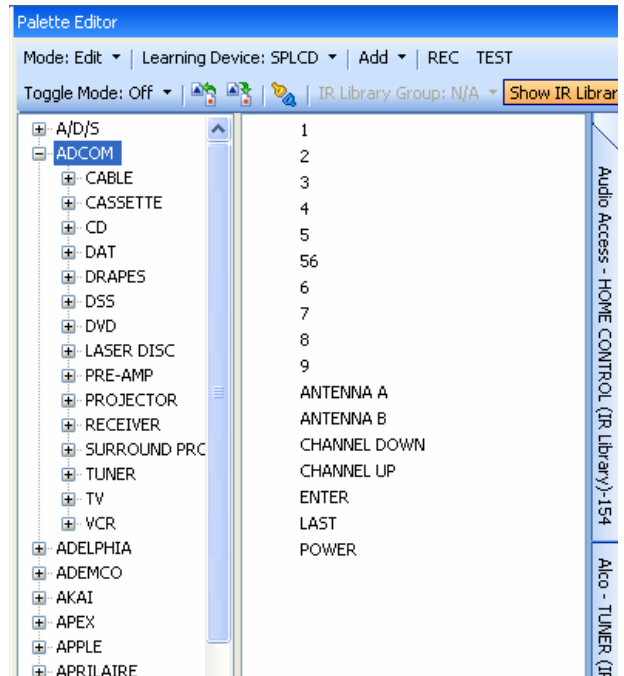 Palette Editor
Mode: Edit Learning Device: SPLCD Add REC TEST
Toggle Mode: Off IR Library Group: N/A Show IR Librar
A/D/S
ADCOM
CABLE
CASSETTE
CD
DAT
DRAPES
DSS
DVD
LASER DISC
PRE-AMP
PROJECTOR
RECEIVER
SURROUND PRC
TUNER
TV
VCR
ADELPHIA
ADEMCO
AKAI
APEX
APPLE
APRILAIRE
1
2
3
4
5
56
6
7
8
9
ANTENNA A
ANTENNA B
CHANNEL DOWN
CHANNEL UP
ENTER
LAST
POWER
Audio Access - HOME CONTROL (IR Library)-154
Alco - TUNER (IR